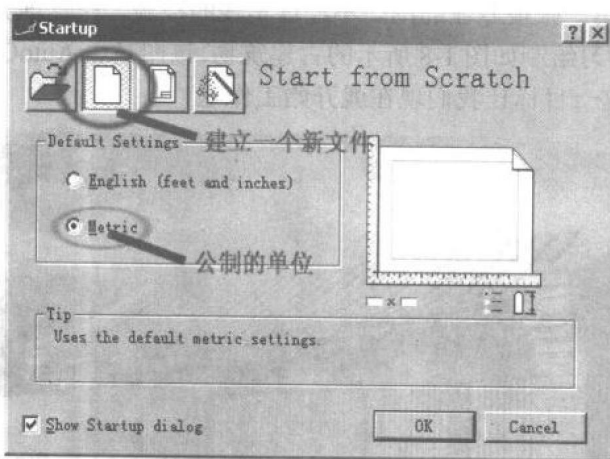 Startup
Start from Scratch
建立一个新文件
Default Settings
English (feet and inches)
Metric
公制的单位
Tip
Uses the default metric settings.
Show Startup dialog
OK
Cancel